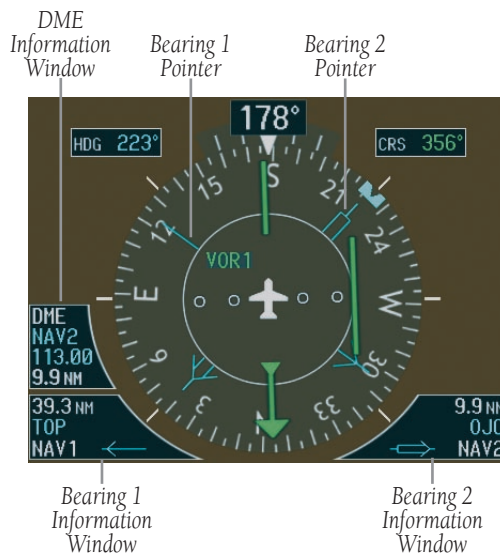 DME
Information
Window
Bearing 1
Pointer
Bearing 2
Pointer
178°
HDG 223°
CRS 356°
S
21
24
W
30
33
N
3
6
E
12
15
VOR1
DME
NAV2
113.00
9.9 NM
39.3 NM
TOP
NAV1
9.9 NM
OJC
NAV2
Bearing 1
Information
Window
Bearing 2
Information
Window